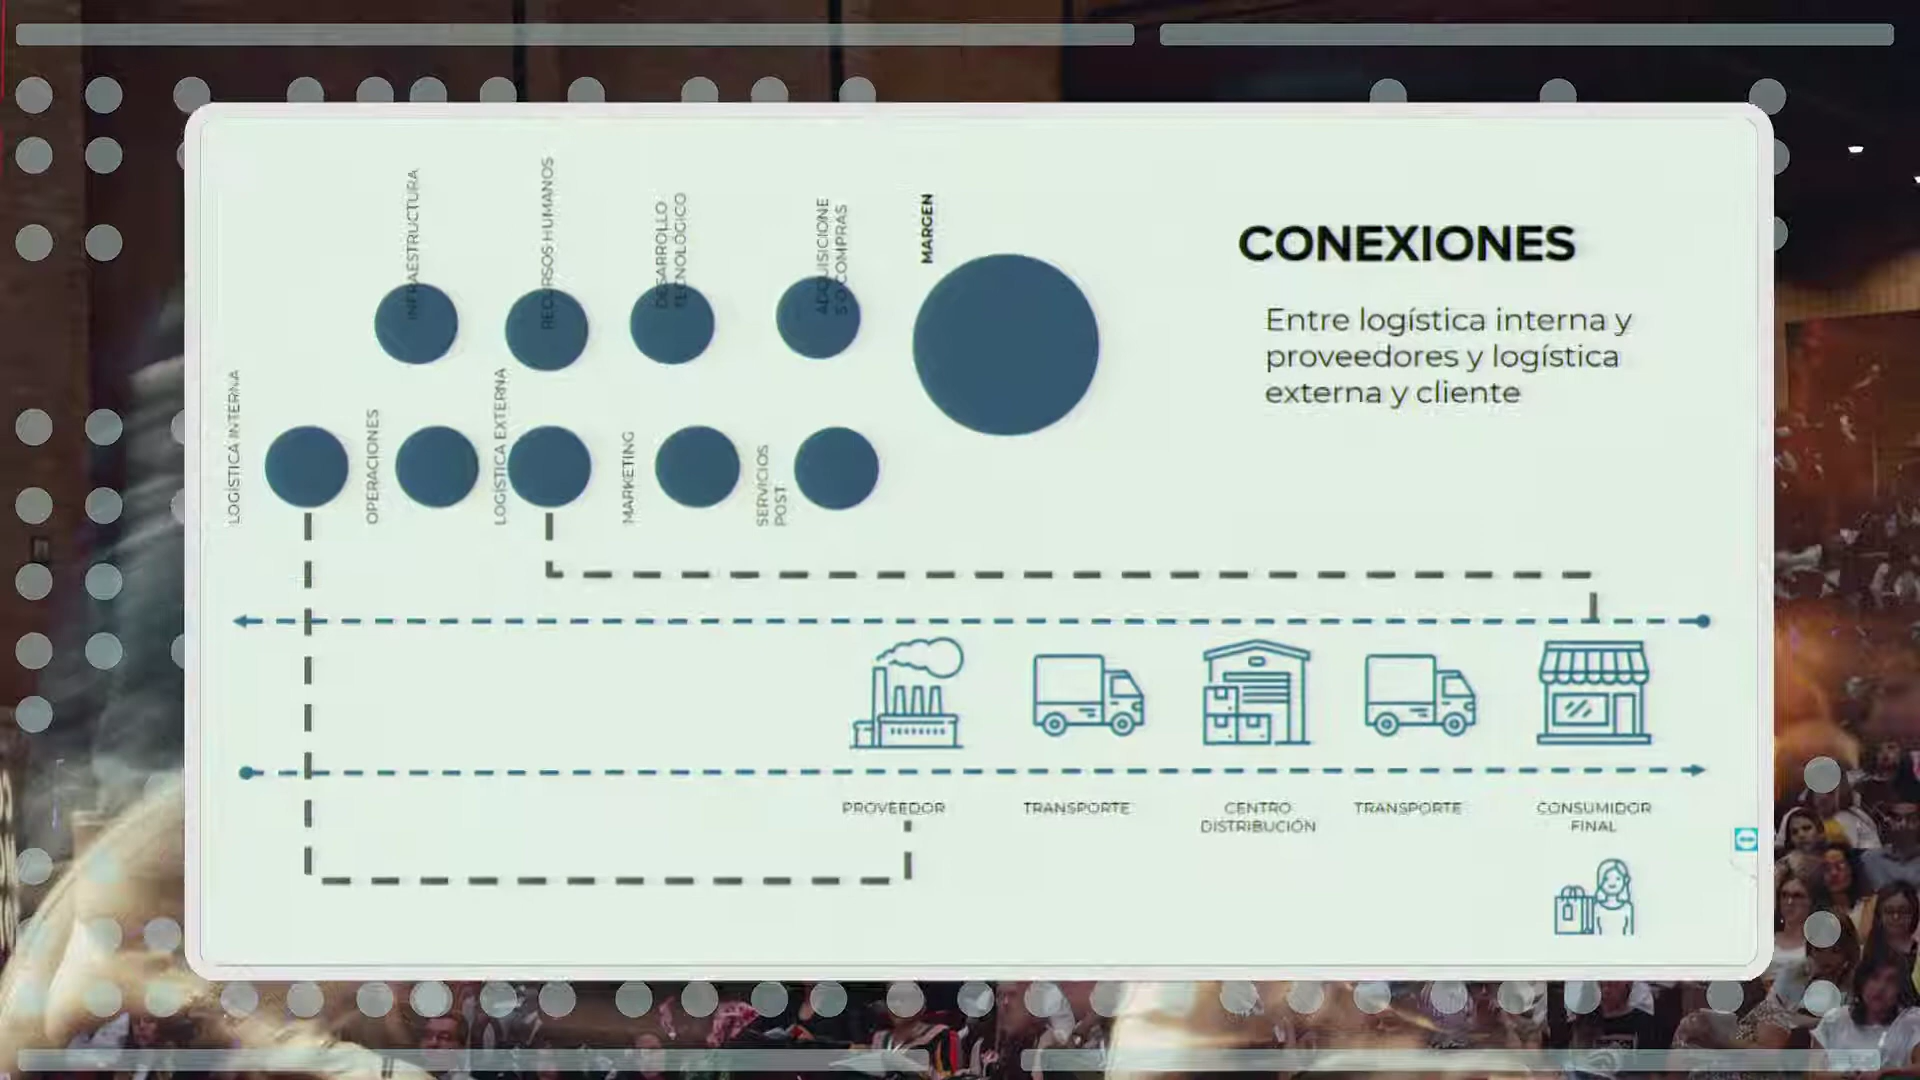 INFRAESTRUCTURA
RECURSOS HUMANOS
DESARROLLO
TECNOLÓGICO
ADQUISICIONE
S O COMPRAS
MARGEN
CONEXIONES
Entre logística interna y
proveedores y logística
externa y cliente
LOGÍSTICA INTERNA
OPERACIONES
LOGÍSTICA EXTERNA
MARKETING
SERVICIOS
POST
PROVEEDOR
TRANSPORTE
CENTRO
DISTRIBUCIÓN
TRANSPORTE
CONSUMIDOR
FINAL